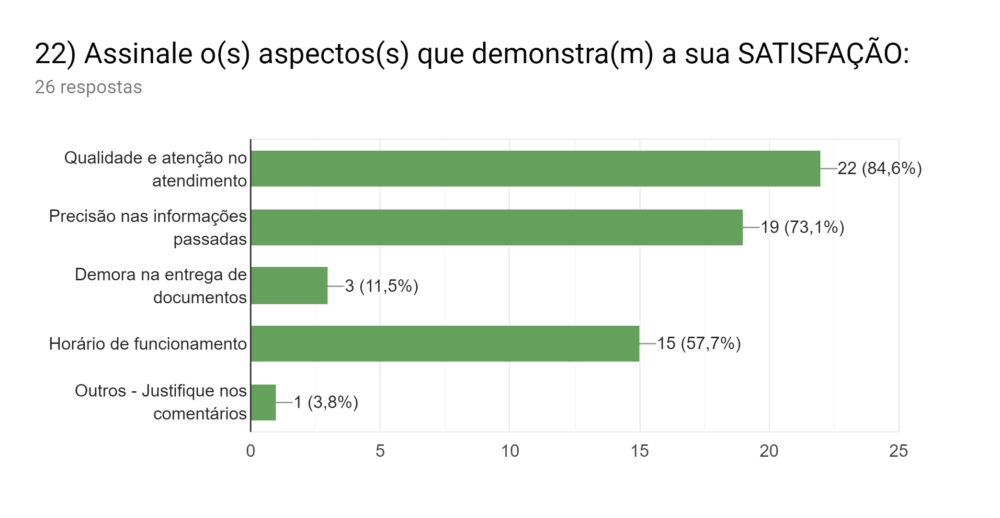 22) Assinale o(s) aspectos(s) que demonstra(m) a sua SATISFAÇÃO:
26 respostas
Qualidade e atenção no
atendimento
22 (84,6%)
Precisão nas informações
passadas
19 (73,1%)
Demora na entrega de
documentos
3 (11,5%)
Horário de funcionamento
15 (57,7%)
Outros - Justifique nos
comentários
1 (3,8%)
0 5 10 15 20 25